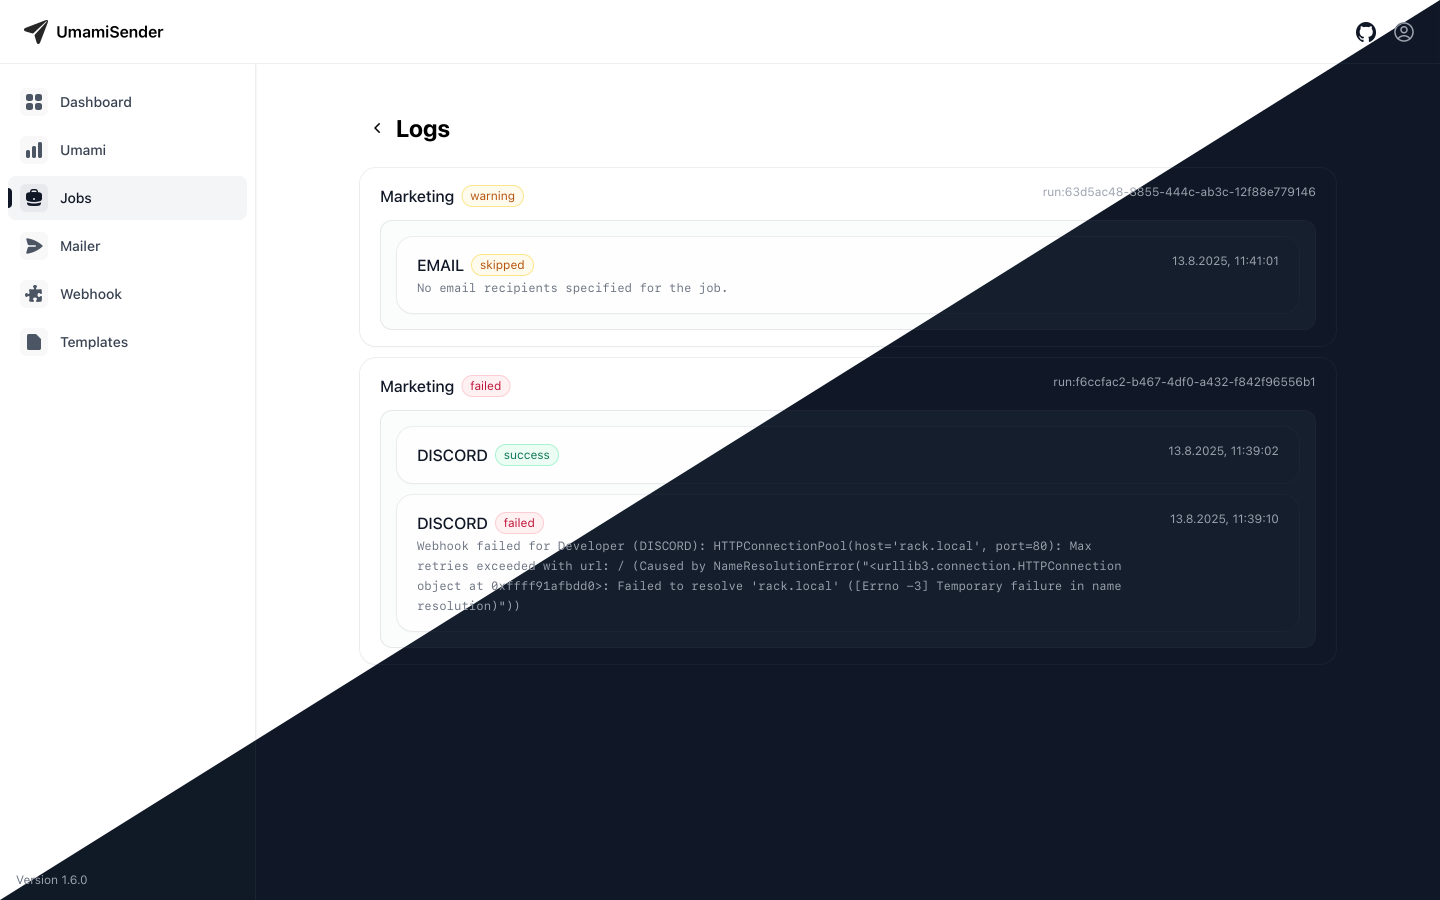 UmamiSender
Dashboard
Umami
Jobs
Mailer
Webhook
Templates
Logs
Marketing warning run:63d5ac48-8855-444c-ab3c-12f88e779146
EMAIL skipped 13.8.2025, 11:41:01
No email recipients specified for the job.
Marketing failed run:f6ccfac2-b467-4df0-a432-f842f96556b1
DISCORD success 13.8.2025, 11:39:02
DISCORD failed 13.8.2025, 11:39:10
Webhook failed for Developer (DISCORD): HTTPConnectionPool(host='rack.local', port=80): Max
retries exceeded with url: / (Caused by NameResolutionError("<urllib3.connection.HTTPConnection
object at 0xffff91afbdd0>: Failed to resolve 'rack.local' ([Errno -3] Temporary failure in name
resolution)"))
Version 1.6.0